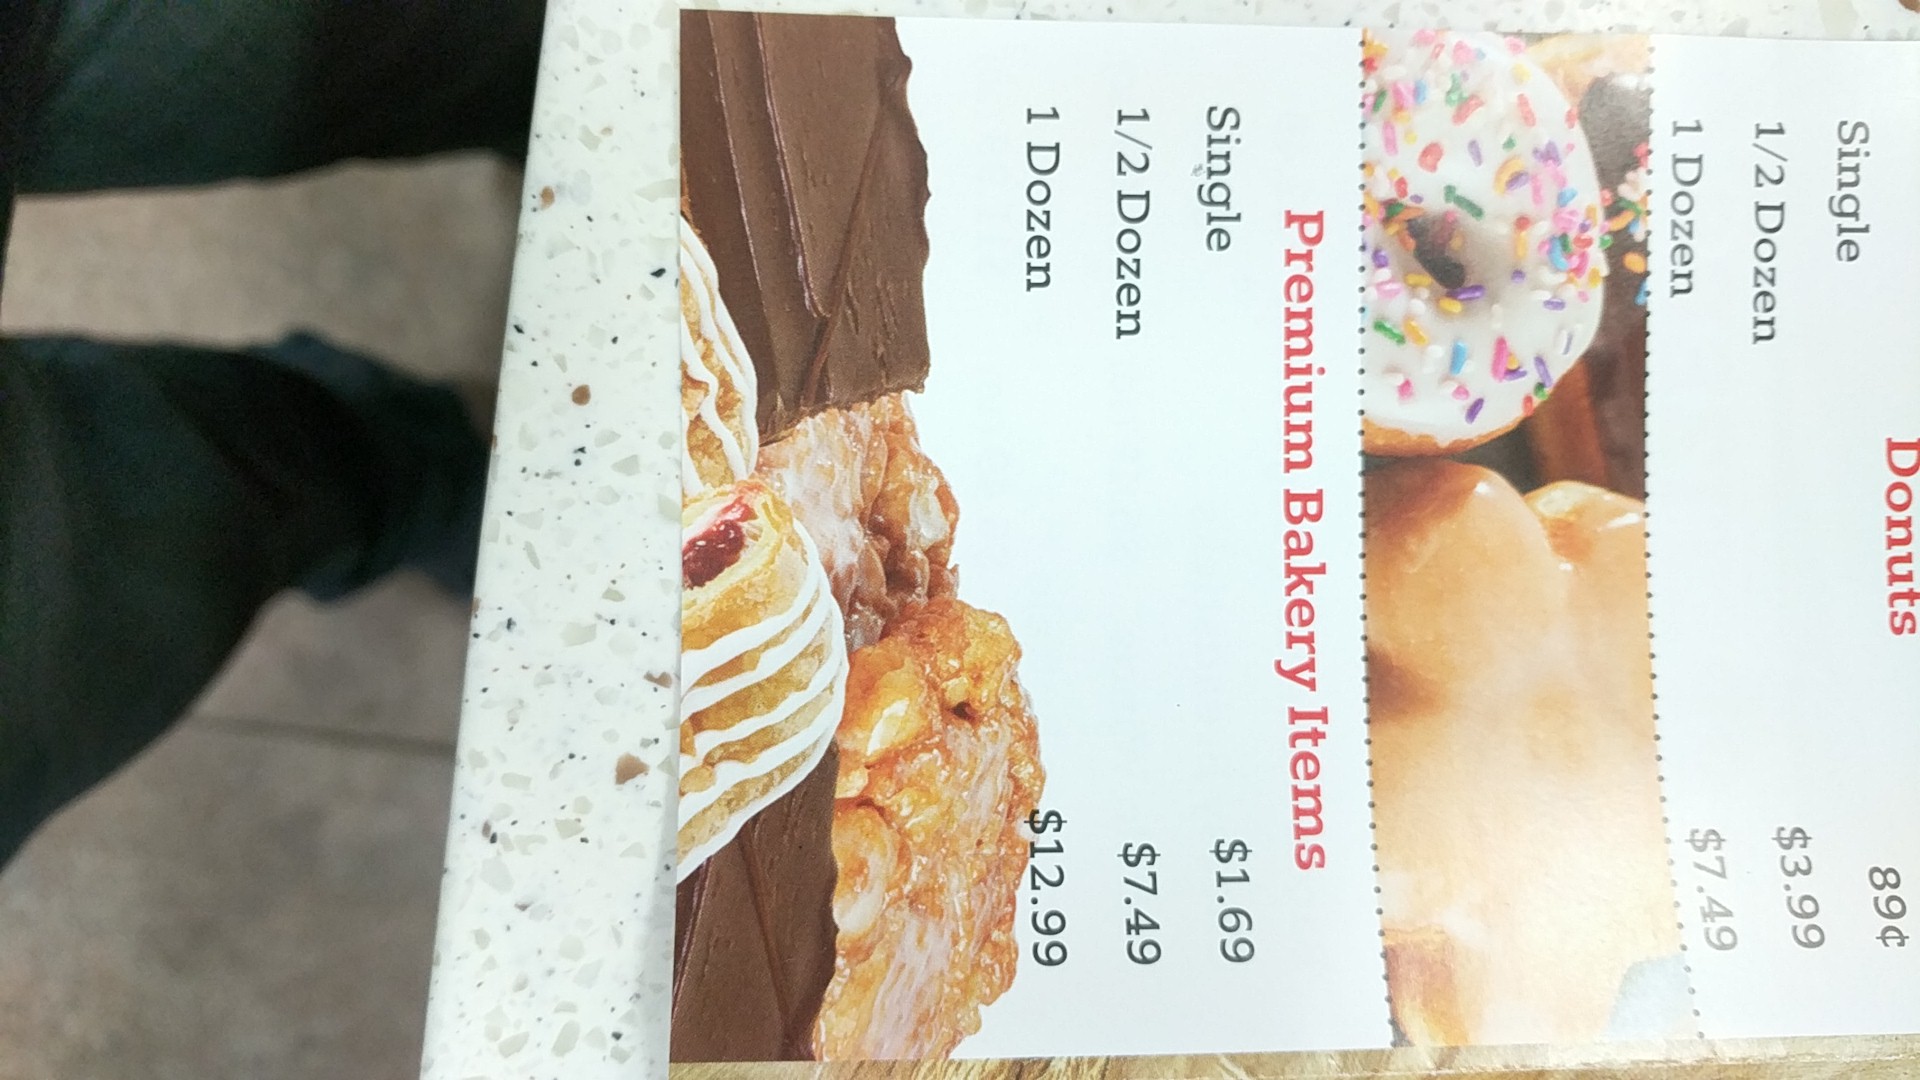 Donuts
Single 89¢
1/2 Dozen $3.99
1 Dozen $7.49
Premium Bakery Items
Single $1.69
1/2 Dozen $7.49
1 Dozen $12.99